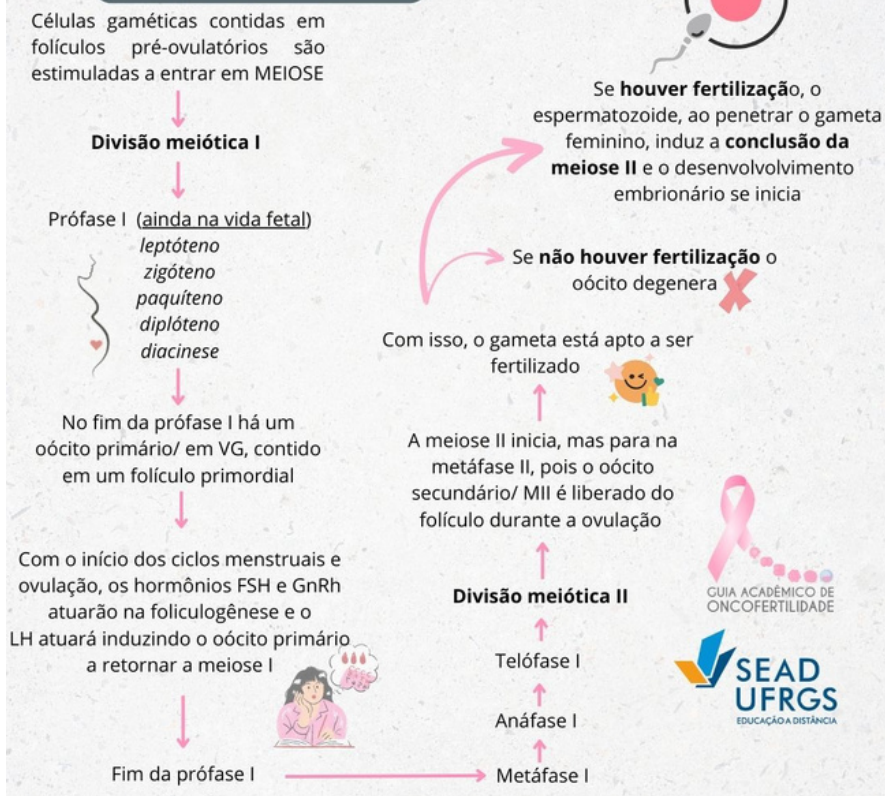 Células gaméticas contidas em
folículos pré-ovulatórios são
estimuladas a entrar em MEIOSE
Divisão meiótica I
Prófase I (ainda na vida fetal)
leptóteno
zigóteno
paquíteno
diplóteno
diacinese
No fim da prófase I há um
oócito primário/ em VG, contido
em um folículo primordial
Com o início dos ciclos menstruais e
ovulação, os hormônios FSH e GnRh
atuarão na foliculogênese e o
LH atuará induzindo o oócito primário
a retornar a meiose I
Fim da prófase I
Metáfase I
Anáfase I
Telófase I
Divisão meiótica II
A meiose II inicia, mas para na
metáfase II, pois o oócito
secundário/ MII é liberado do
folículo durante a ovulação
Com isso, o gameta está apto a ser
fertilizado
Se não houver fertilização o
oócito degenera
Se houver fertilização, o
espermatozoide, ao penetrar o gameta
feminino, induz a conclusão da
meiose II e o desenvolvolvimento
embrionário se inicia
GUIA ACADÊMICO DE
ONCOFERTILIDADE
SEAD
UFRGS
EDUCAÇÃO A DISTÂNCIA